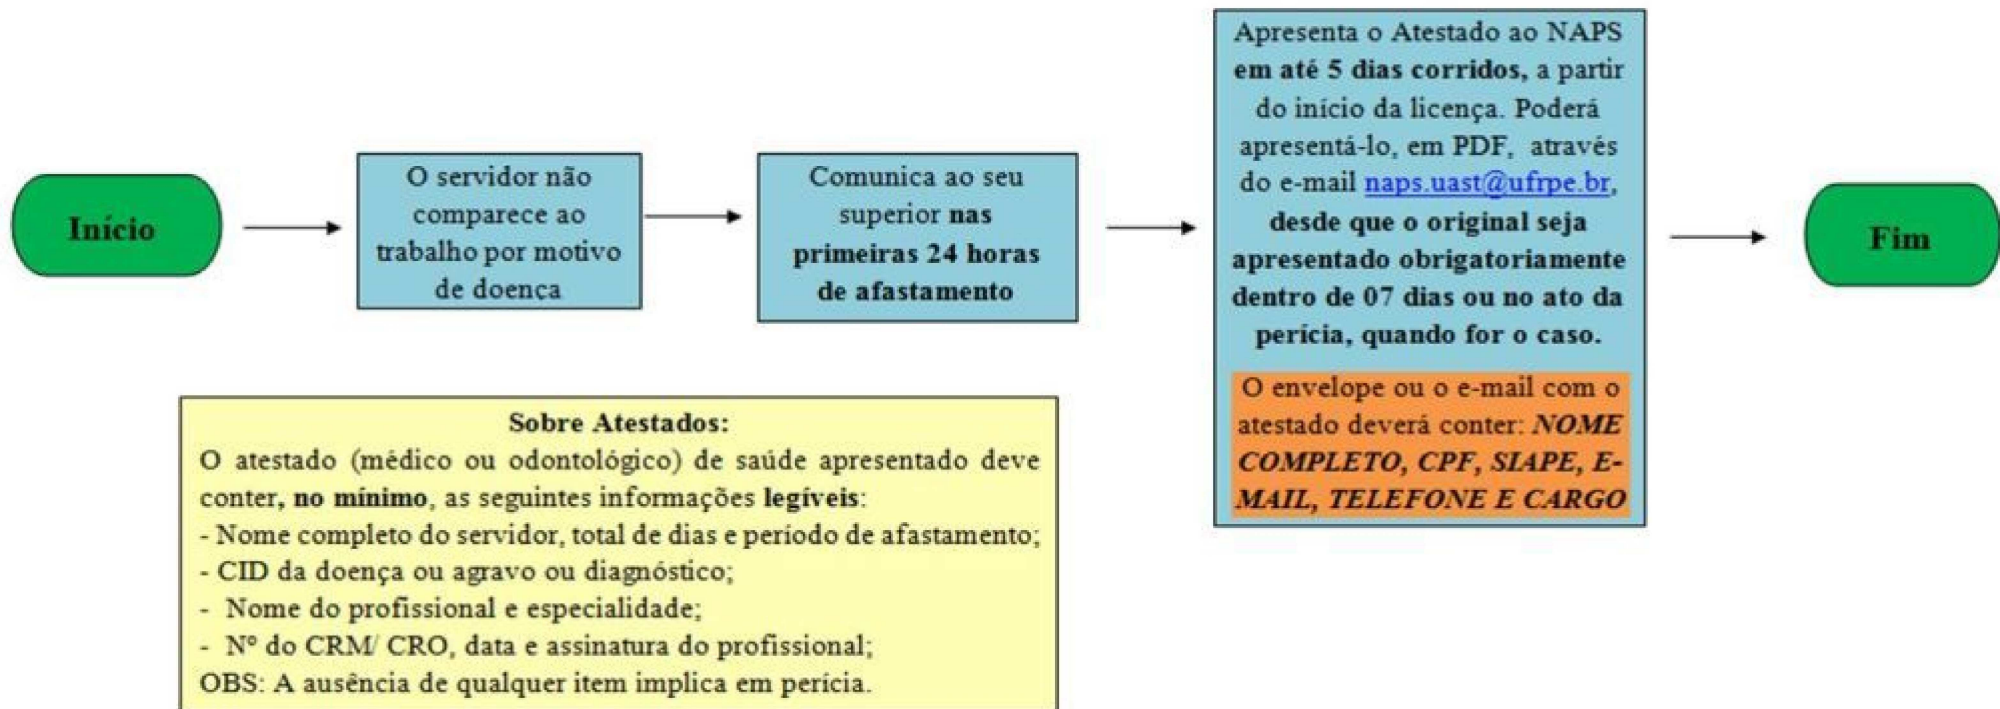 Início
O servidor não
comparece ao
trabalho por motivo
de doença
Comunica ao seu
superior nas
primeiras 24 horas
de afastamento
Apresenta o Atestado ao NAPS
em até 5 dias corridos, a partir
do início da licença. Poderá
apresentá-lo, em PDF, através
do e-mail naps.uast@ufrpe.br,
desde que o original seja
apresentado obrigatoriamente
dentro de 07 dias ou no ato da
perícia, quando for o caso.
O envelope ou o e-mail com o
atestado deverá conter: NOME
COMPLETO, CPF, SIAPE, E-
MAIL, TELEFONE E CARGO
Fim
Sobre Atestados:
O atestado (médico ou odontológico) de saúde apresentado deve
conter, no mínimo, as seguintes informações legíveis:
- Nome completo do servidor, total de dias e período de afastamento;
- CID da doença ou agravo ou diagnóstico;
- Nome do profissional e especialidade;
- Nº do CRM/ CRO, data e assinatura do profissional;
OBS: A ausência de qualquer item implica em perícia.